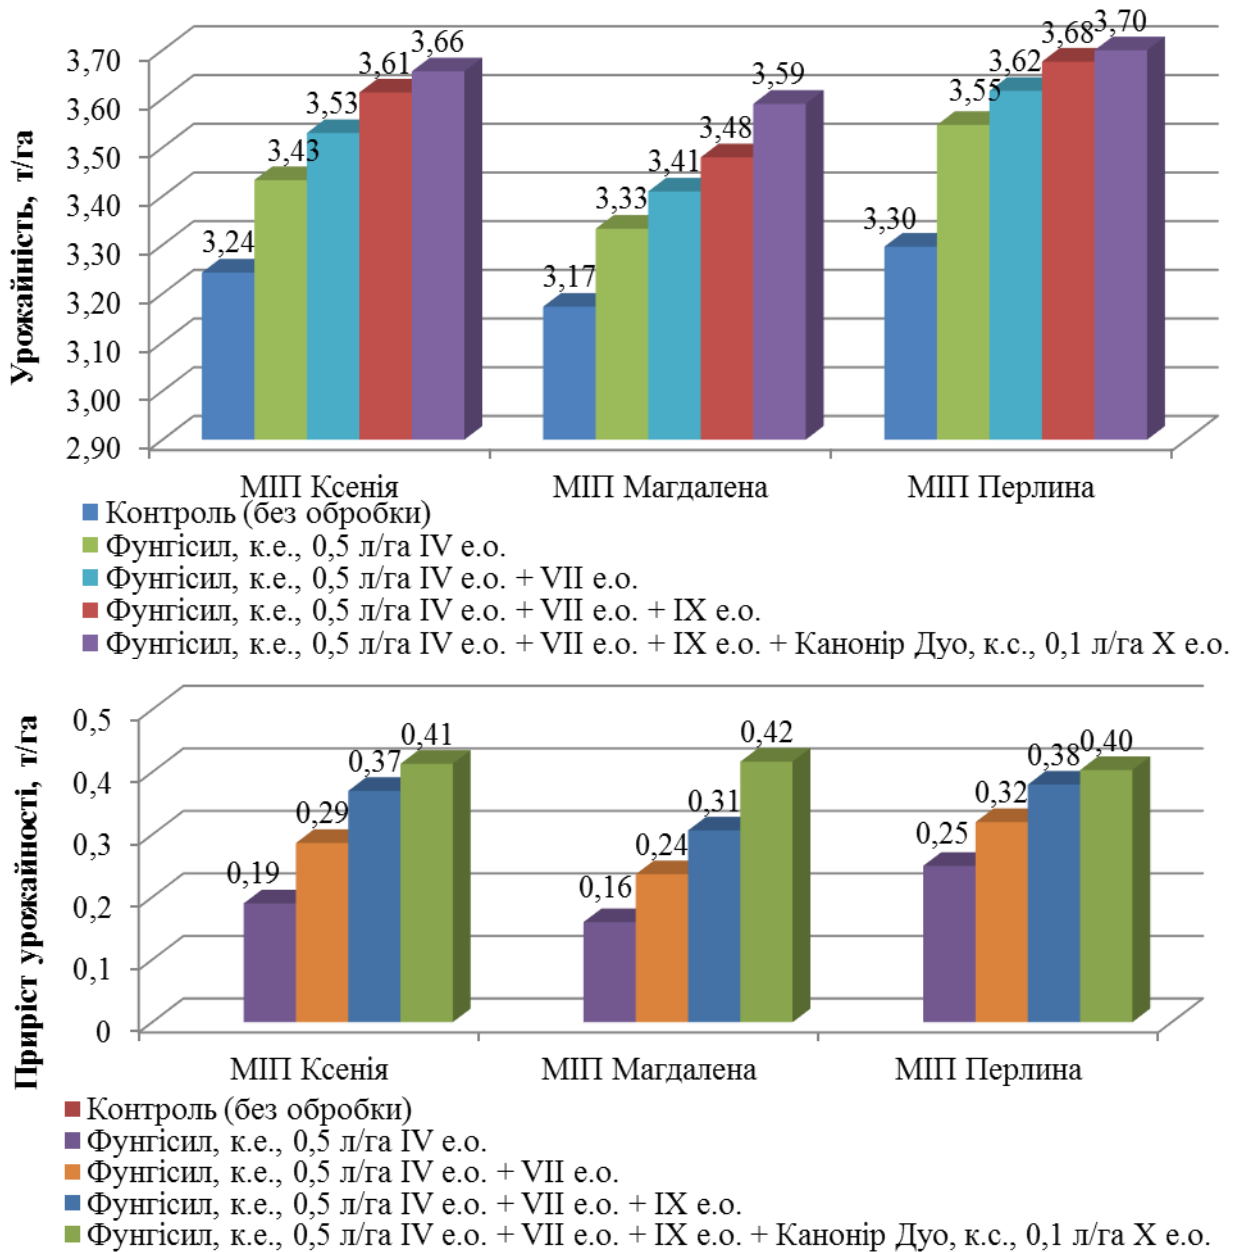 Урожайність, т/га
3,70
3,60
3,50
3,40
3,30
3,20
3,10
3,00
2,90
3,24
3,43
3,53
3,61
3,66
3,17
3,33
3,41
3,48
3,59
3,30
3,55
3,62
3,68
3,70
МІП Ксенія
МІП Магдалена
МІП Перлина
Контроль (без обробки)
Фунгісил, к.е., 0,5 л/га IV е.о.
Фунгісил, к.е., 0,5 л/га IV е.о. + VII е.о.
Фунгісил, к.е., 0,5 л/га IV е.о. + VII е.о. + IX е.о.
Фунгісил, к.е., 0,5 л/га IV е.о. + VII е.о. + IX е.о. + Канонір Дуо, к.с., 0,1 л/га X е.о.
Приріст урожайності, т/га
0,5
0,4
0,3
0,2
0,1
0
0,19
0,29
0,37
0,41
0,16
0,24
0,31
0,42
0,25
0,32
0,38
0,40
МІП Ксенія
МІП Магдалена
МІП Перлина
Контроль (без обробки)
Фунгісил, к.е., 0,5 л/га IV е.о.
Фунгісил, к.е., 0,5 л/га IV е.о. + VII е.о.
Фунгісил, к.е., 0,5 л/га IV е.о. + VII е.о. + IX е.о.
Фунгісил, к.е., 0,5 л/га IV е.о. + VII е.о. + IX е.о. + Канонір Дуо, к.с., 0,1 л/га X е.о.